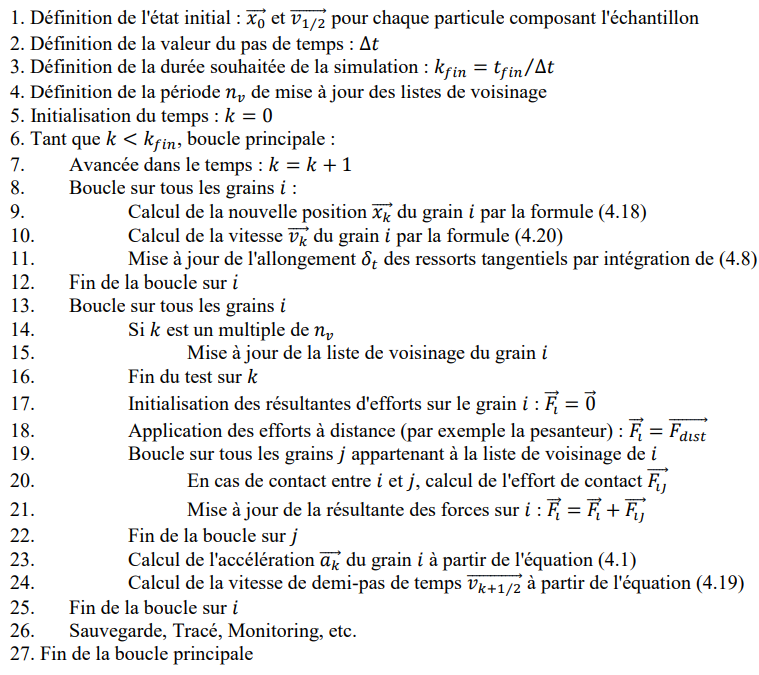 1. Définition de l'état initial : $\overrightarrow{x_0}$ et $\overrightarrow{v_{1/2}}$ pour chaque particule composant l'échantillon
2. Définition de la valeur du pas de temps : $\Delta t$
3. Définition de la durée souhaitée de la simulation : $k_{fin} = t_{fin}/\Delta t$
4. Définition de la période $n_v$ de mise à jour des listes de voisinage
5. Initialisation du temps : $k = 0$
6. Tant que $k < k_{fin}$, boucle principale :
7. Avancée dans le temps : $k = k + 1$
8. Boucle sur tous les grains $i$ :
9. Calcul de la nouvelle position $\overrightarrow{x_k}$ du grain $i$ par la formule (4.18)
10. Calcul de la vitesse $\overrightarrow{v_k}$ du grain $i$ par la formule (4.20)
11. Mise à jour de l'allongement $\delta_t$ des ressorts tangentiels par intégration de (4.8)
12. Fin de la boucle sur $i$
13. Boucle sur tous les grains $i$
14. Si $k$ est un multiple de $n_v$
15. Mise à jour de la liste de voisinage du grain $i$
16. Fin du test sur $k$
17. Initialisation des résultantes d'efforts sur le grain $i$ : $\overrightarrow{F_i} = \overrightarrow{0}$
18. Application des efforts à distance (par exemple la pesanteur) : $\overrightarrow{F_i} = \overrightarrow{F_{dist}}$
19. Boucle sur tous les grains $j$ appartenant à la liste de voisinage de $i$
20. En cas de contact entre $i$ et $j$, calcul de l'effort de contact $\overrightarrow{F_{ij}}$
21. Mise à jour de la résultante des forces sur $i$ : $\overrightarrow{F_i} = \overrightarrow{F_i} + \overrightarrow{F_{ij}}$
22. Fin de la boucle sur $j$
23. Calcul de l'accélération $\overrightarrow{a_k}$ du grain $i$ à partir de l'équation (4.1)
24. Calcul de la vitesse de demi-pas de temps $\overrightarrow{v_{k+1/2}}$ à partir de l'équation (4.19)
25. Fin de la boucle sur $i$
26. Sauvegarde, Tracé, Monitoring, etc.
27. Fin de la boucle principale